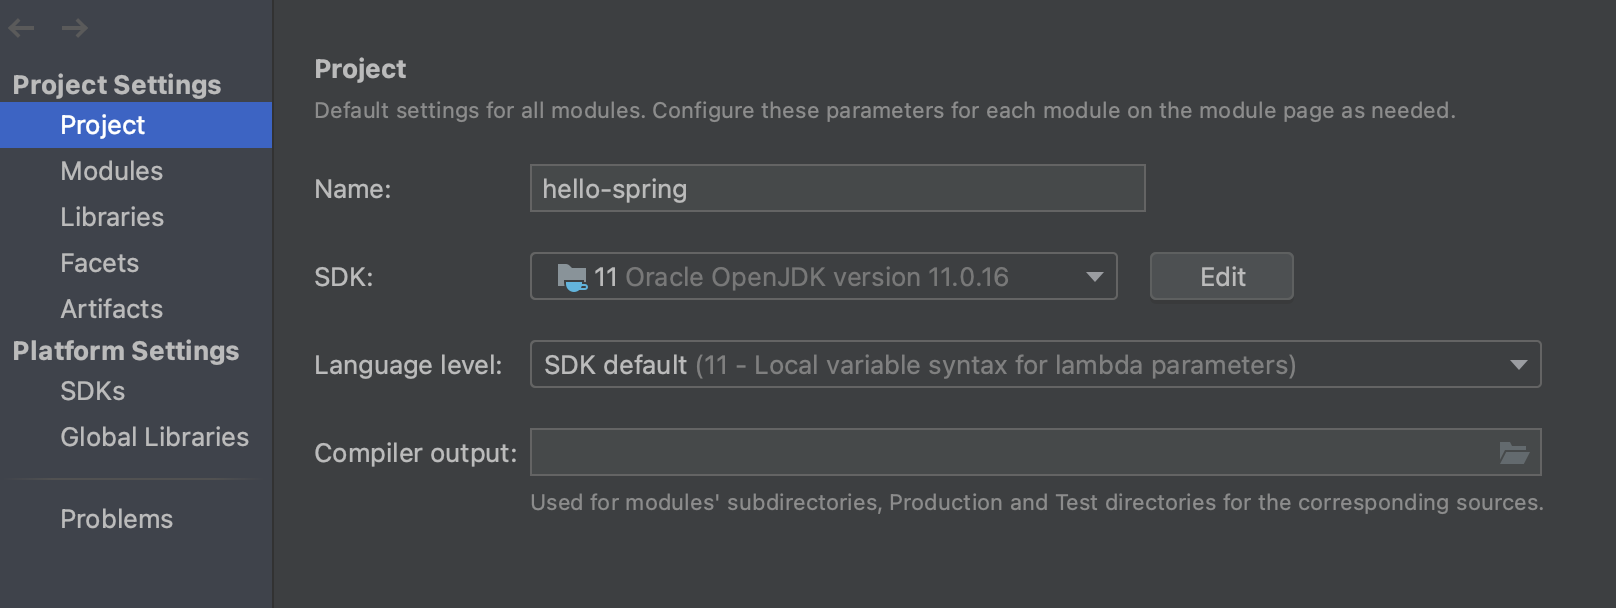 Project Settings
Project
Modules
Libraries
Facets
Artifacts
Platform Settings
SDKs
Global Libraries
Problems
Project
Default settings for all modules. Configure these parameters for each module on the module page as needed.
Name: hello-spring
SDK: 11 Oracle OpenJDK version 11.0.16 Edit
Language level: SDK default (11 - Local variable syntax for lambda parameters)
Compiler output:
Used for modules' subdirectories, Production and Test directories for the corresponding sources.